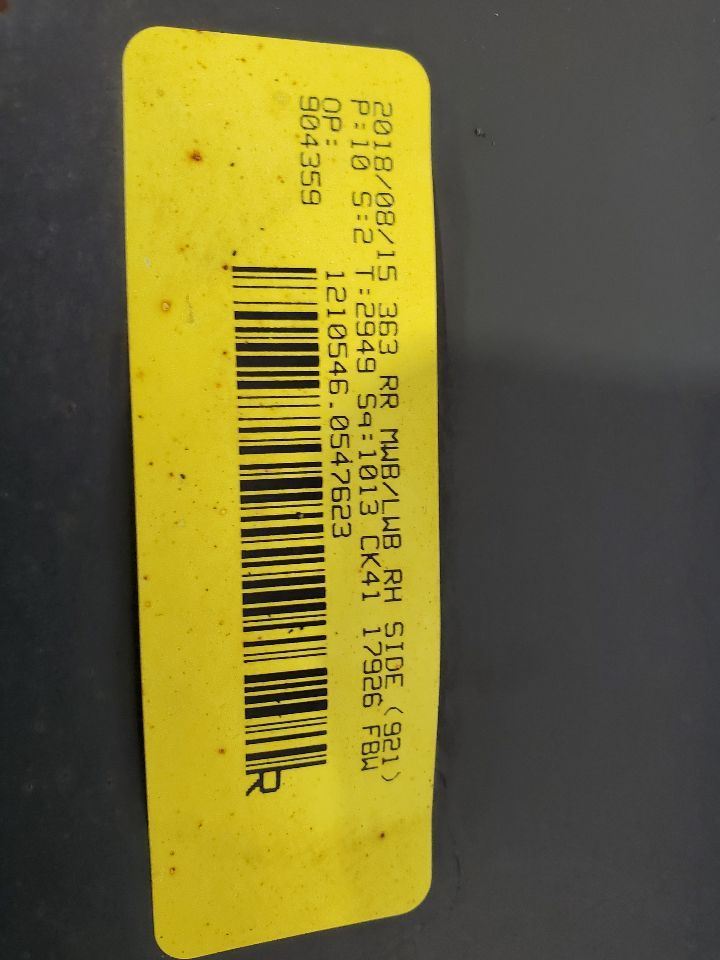 2018/08/15 363 RR MWB/LWB RH SIDE (921)
P:10 S:2 T:2949 Sq:1013 CK41 17926 FBW
OP: 1210546.0547623
904359
R